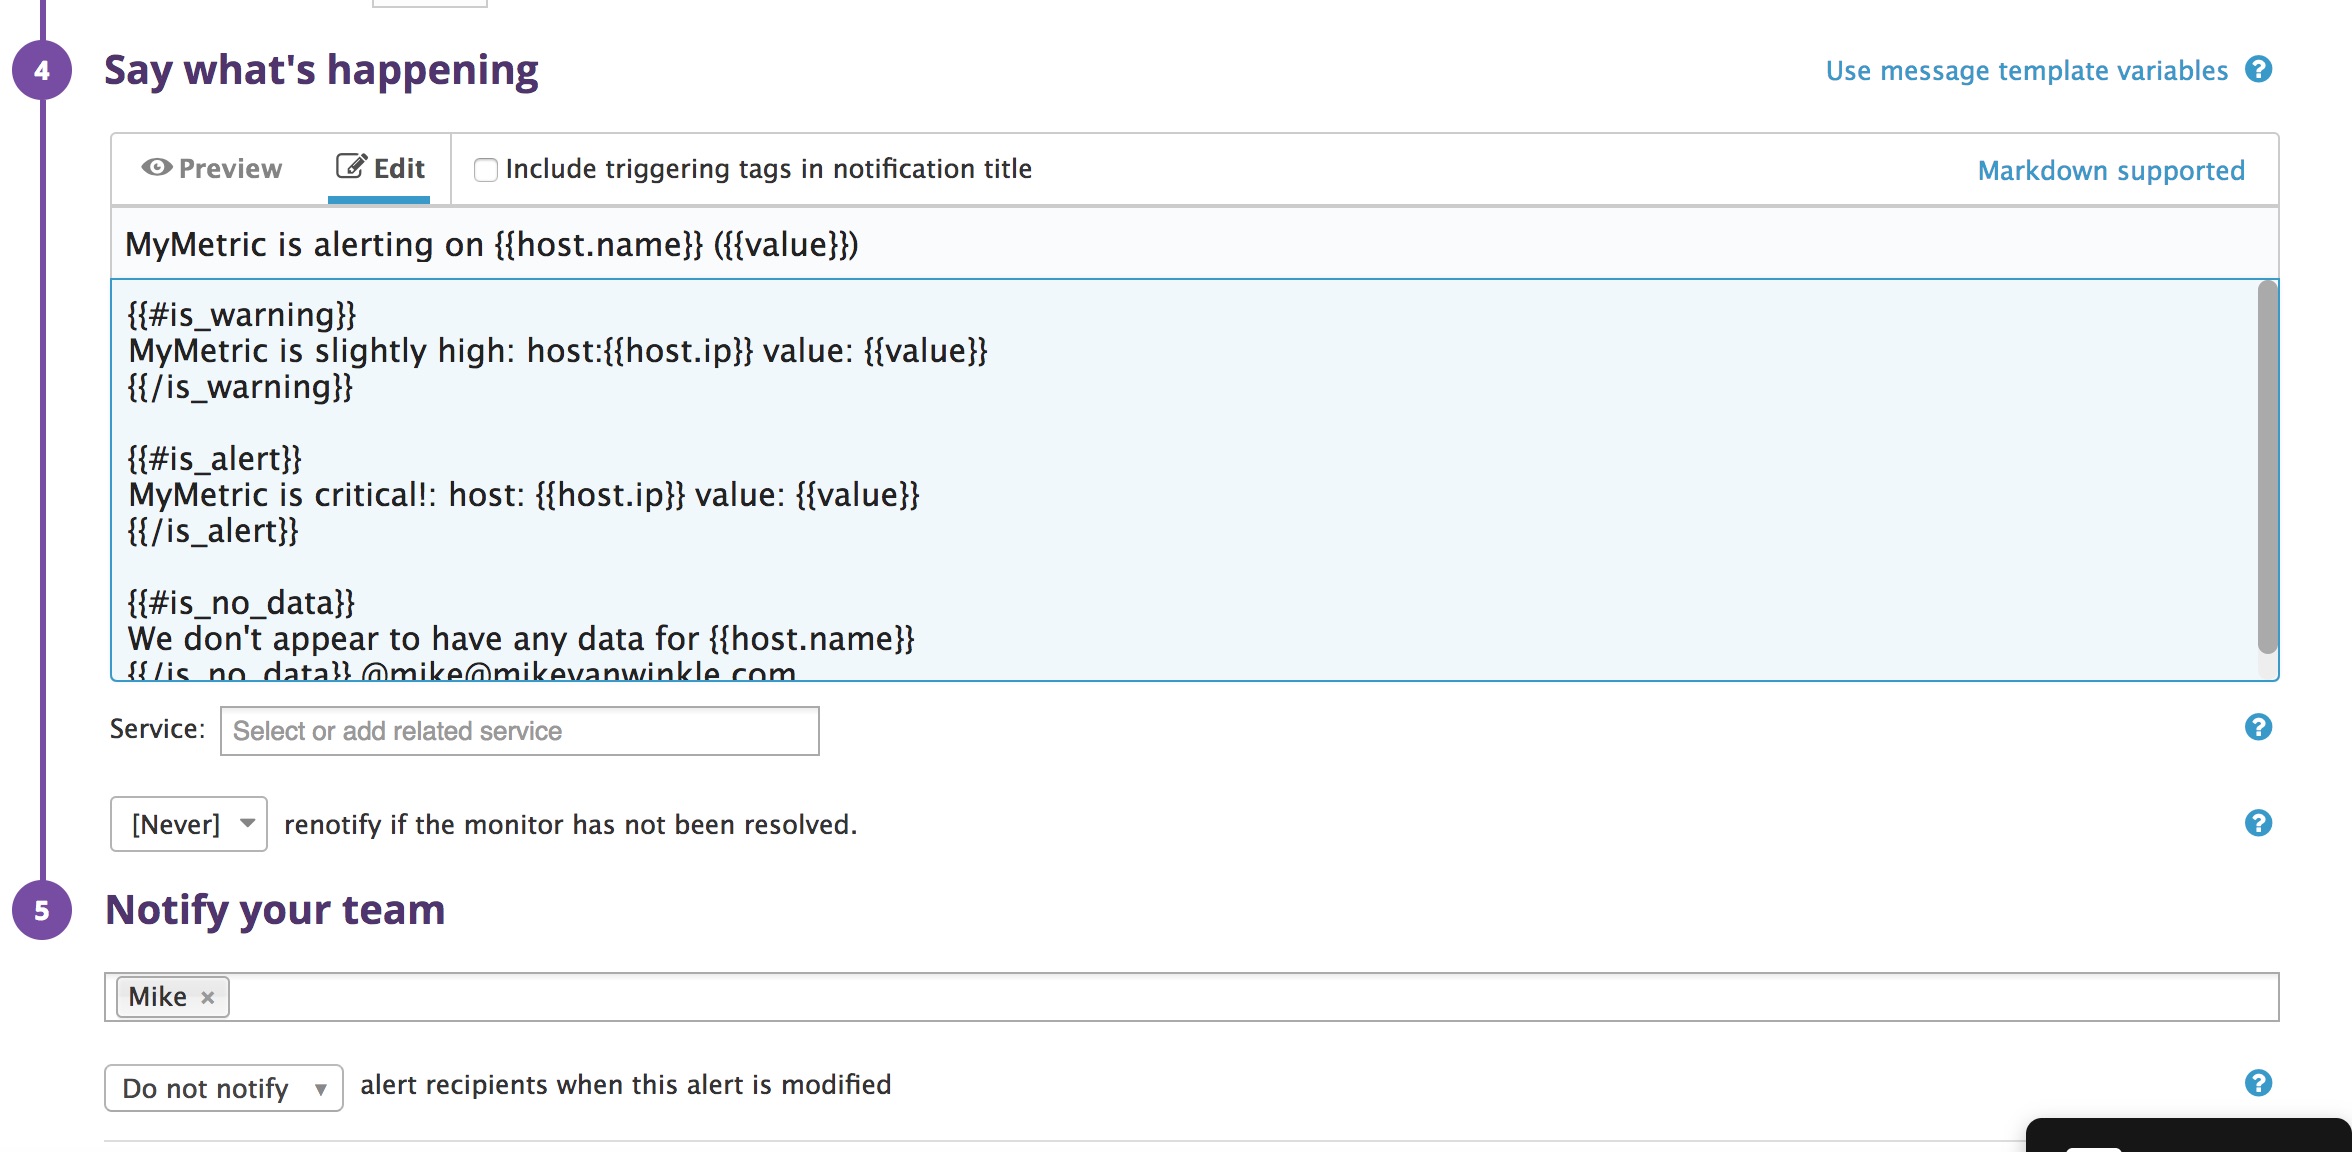 4 Say what's happening Use message template variables ?
Preview Edit Include triggering tags in notification title Markdown supported
MyMetric is alerting on {{host.name}} ({{value}})
{{#is_warning}}
MyMetric is slightly high: host:{{host.ip}} value: {{value}}
{{/is_warning}}
{{#is_alert}}
MyMetric is critical!: host: {{host.ip}} value: {{value}}
{{/is_alert}}
{{#is_no_data}}
We don't appear to have any data for {{host.name}}
{{/is_no_data}} @mike@mikevanwinkle.com
Service: Select or add related service ?
[Never] renotify if the monitor has not been resolved. ?
5 Notify your team
Mike ×
Do not notify alert recipients when this alert is modified ?